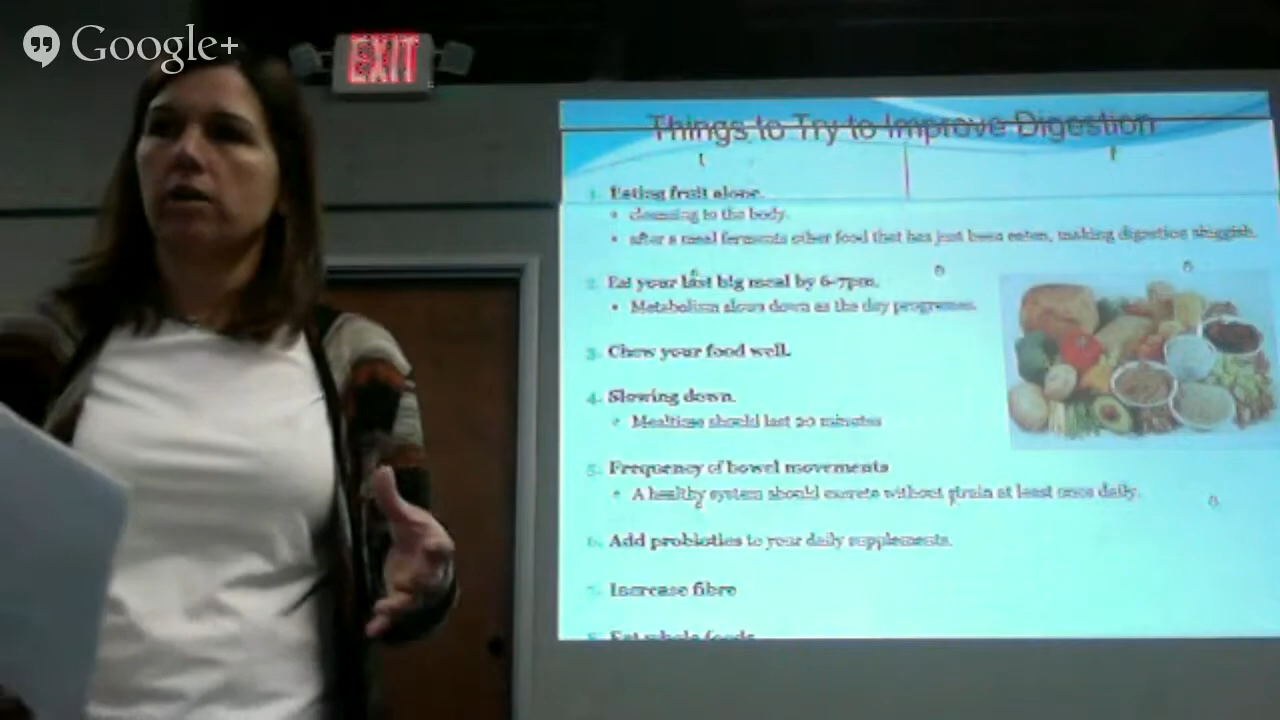 Google+
EXIT
Things to Try to Improve Digestion
1. Eating fruit alone.
• cleansing to the body.
• after a meal ferments other food that has just been eaten, making digestion sluggish.
2. Eat your last big meal by 6-7pm.
• Metabolism slows down as the day progresses.
3. Chew your food well.
4. Slowing down.
• Mealtime should last 20 minutes
5. Frequency of bowel movements
• A healthy system should excrete without strain at least once daily.
6. Add probiotics to your daily supplements.
7. Increase fibre
8. Eat whole foods